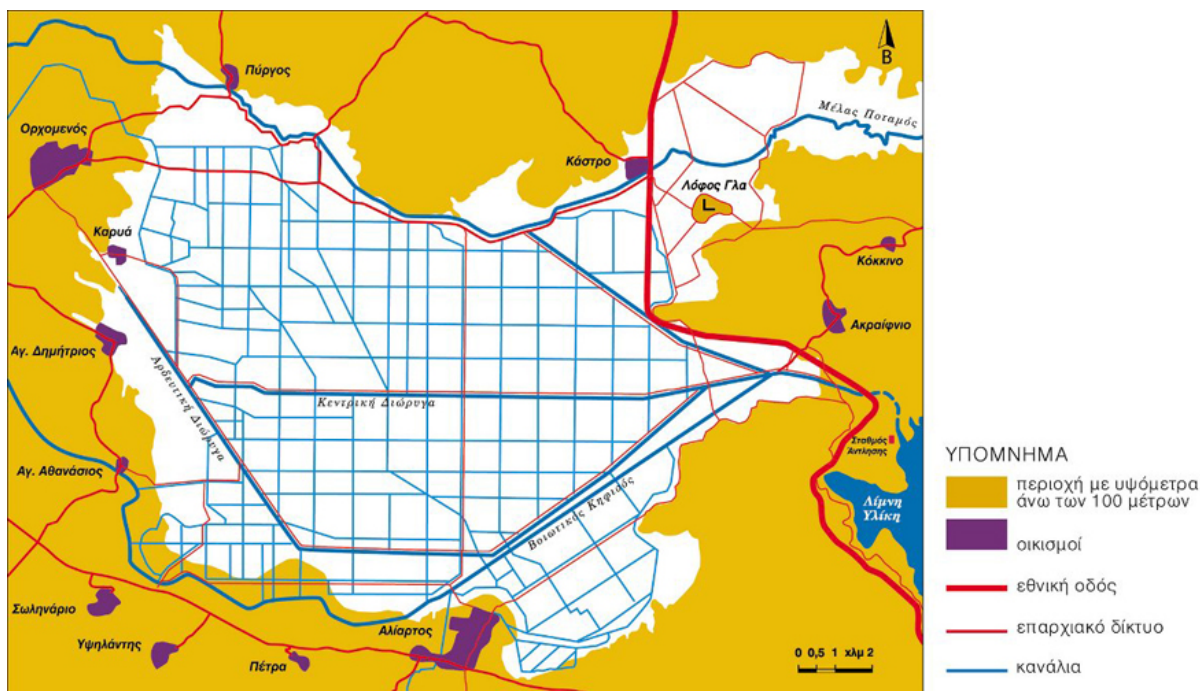 Πύργος
B
Μέλας Ποταμός
Ορχομενός
Κάστρο
Λόφος Γλα
Καρυά
Κόκκινο
Ακραίφνιο
Αγ. Δημήτριος
Αρδευτική Διώρυγα
Κεντρική Διώρυγα
Σταθμός
Άντλησης
Αγ. Αθανάσιος
Λίμνη
Υλίκη
Βοιωτικός Κηφισός
Σωληνάριο
Υψηλάντης
Πέτρα
Αλίαρτος
0 0,5 1 χλμ 2
ΥΠΟΜΝΗΜΑ
περιοχή με υψόμετρα
άνω των 100 μέτρων
οικισμοί
εθνική οδός
επαρχιακό δίκτυο
κανάλια